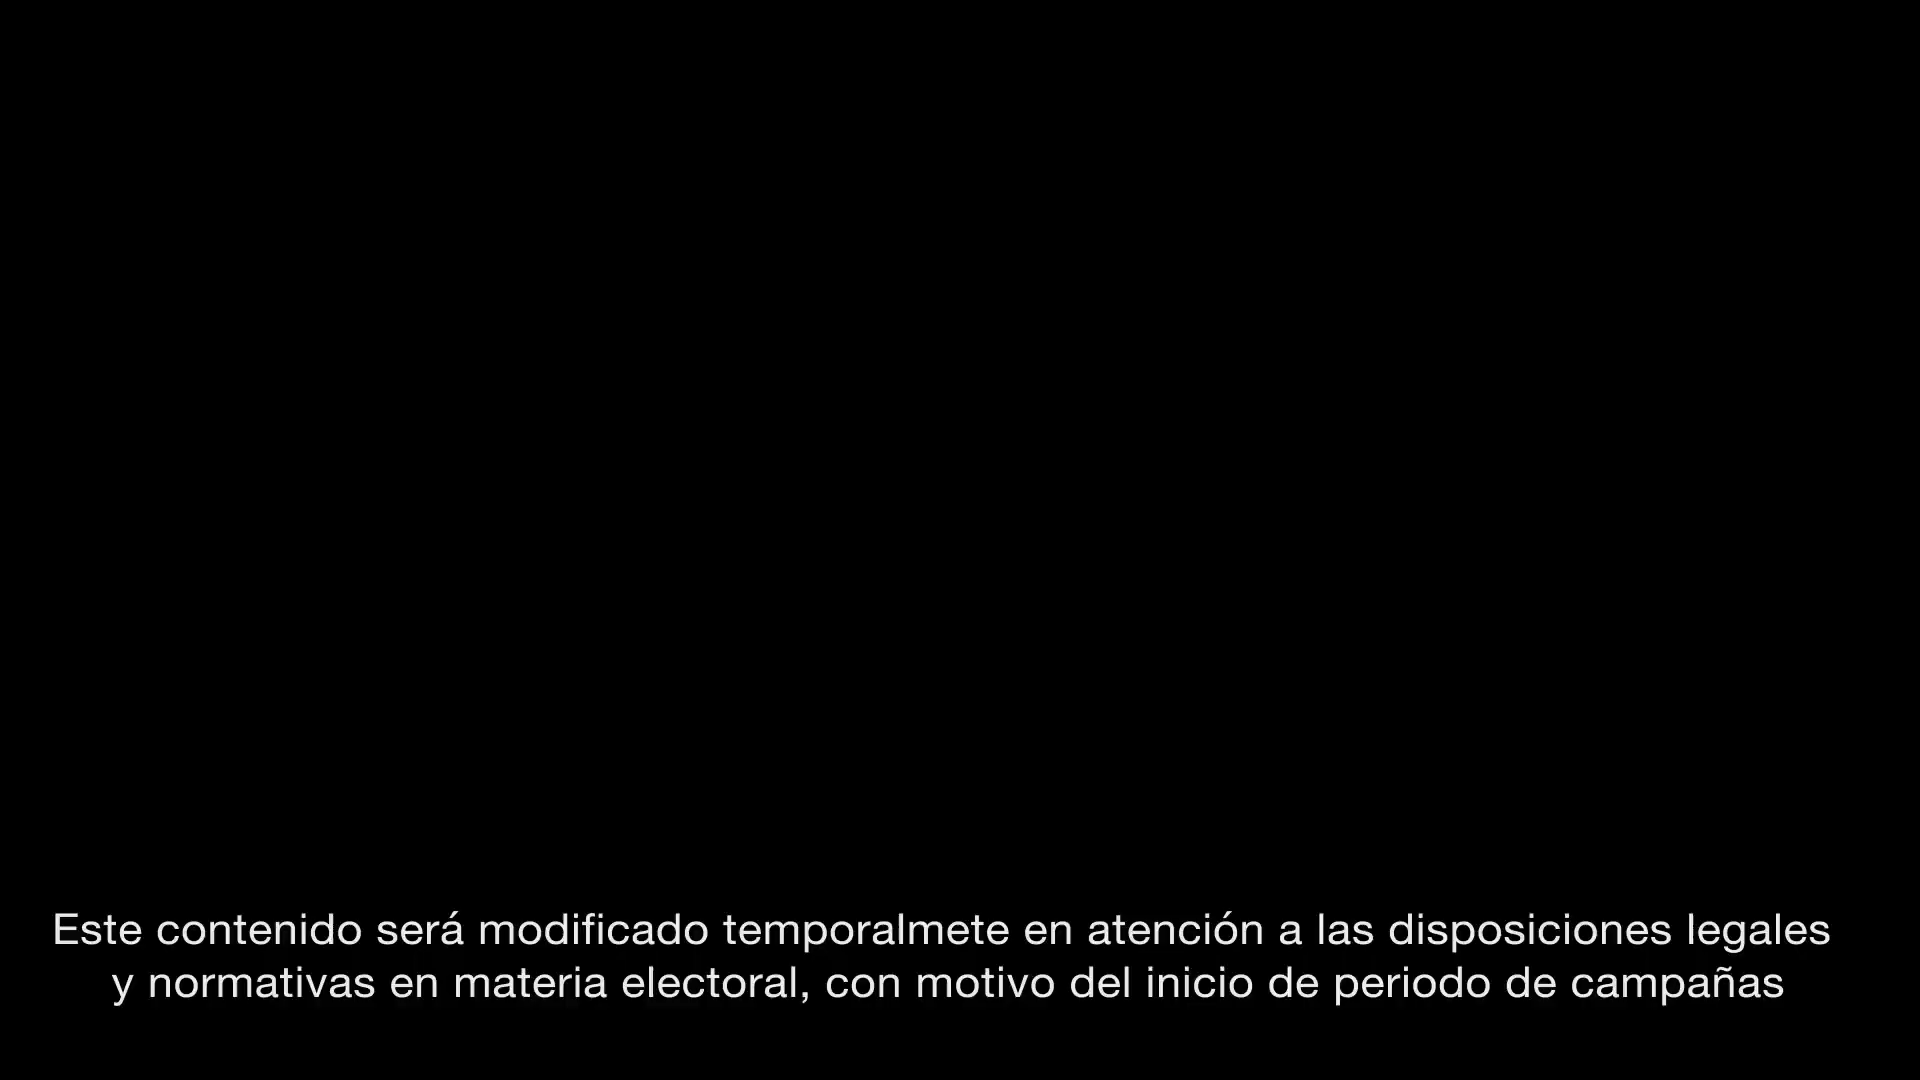 Este contenido será modificado temporalmete en atención a las disposiciones legales
y normativas en materia electoral, con motivo del inicio de periodo de campañas